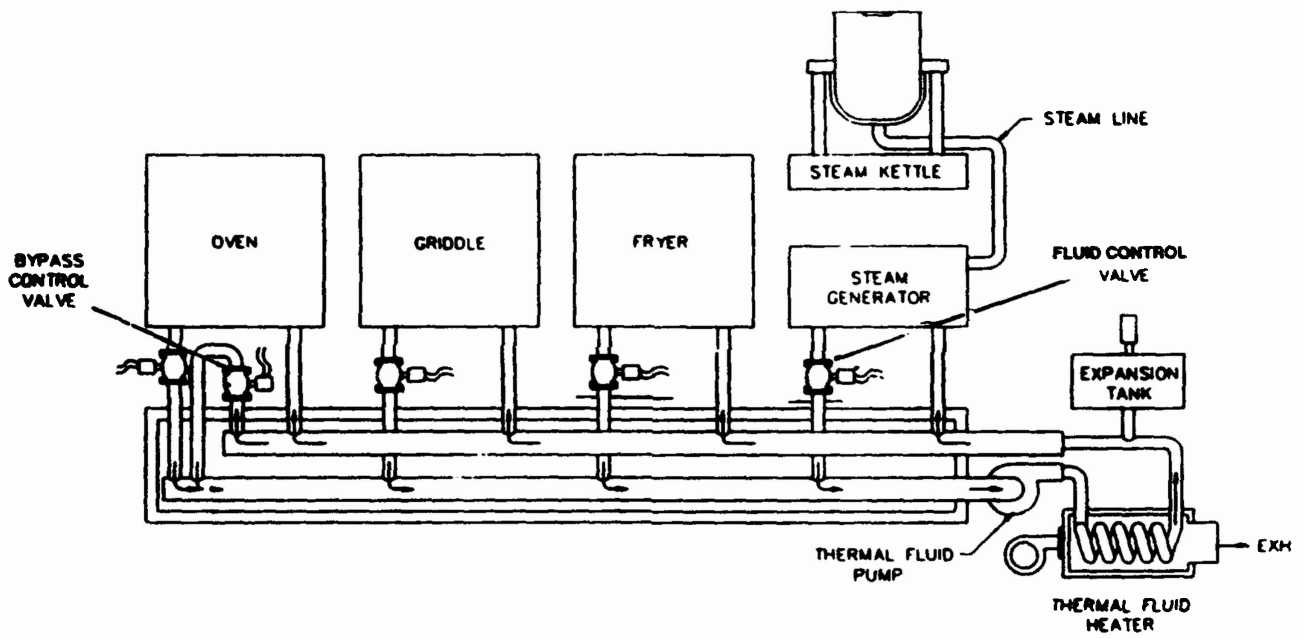 STEAM LINE
STEAM KETTLE
OVEN
GRIDDLE
FRYER
BYPASS
CONTROL
VALVE
STEAM
GENERATOR
FLUID CONTROL
VALVE
EXPANSION
TANK
THERMAL FLUID
PUMP
EXH
THERMAL FLUID
HEATER